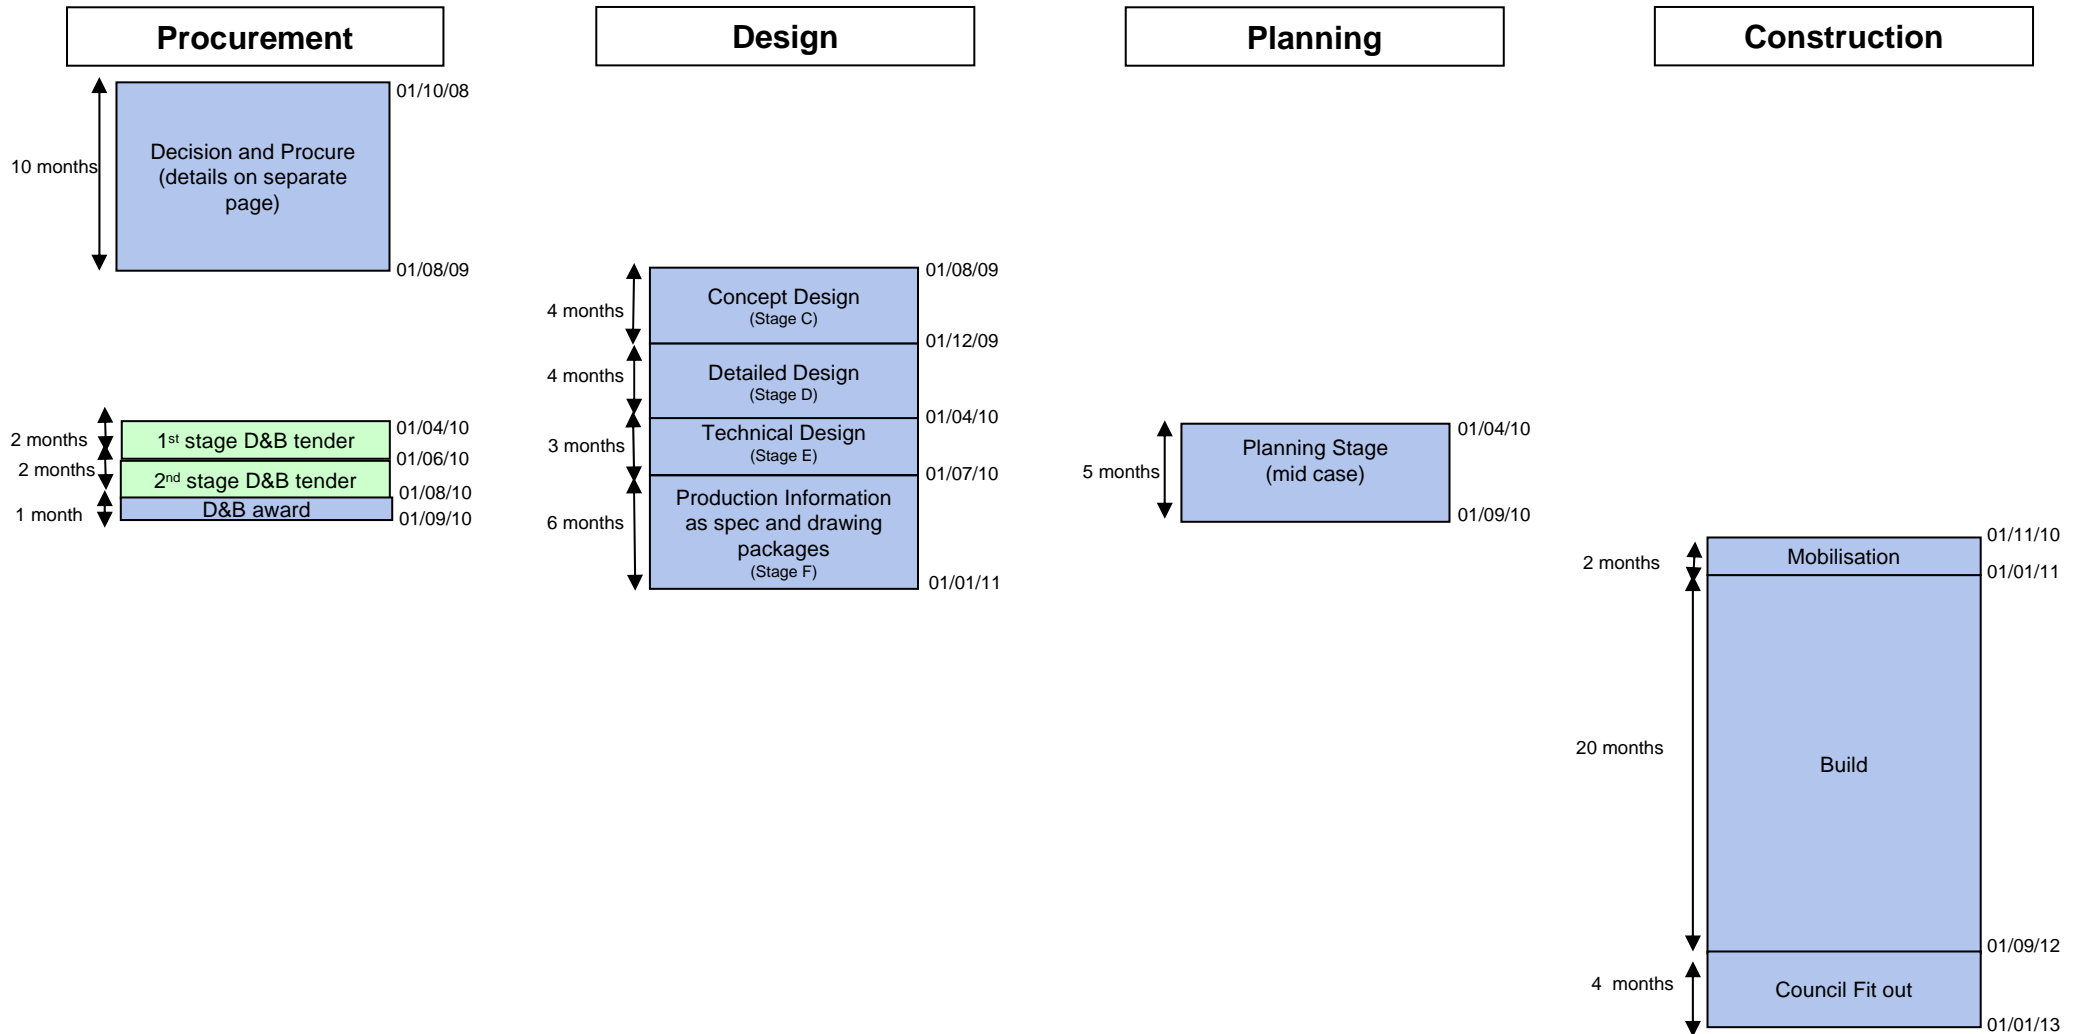 Procurement
Design
Planning
Construction
01/10/08
10 months
Decision and Procure
(details on separate
page)
01/08/09
2 months
1st stage D&B tender
01/04/10
01/06/10
2 months
2nd stage D&B tender
01/08/10
1 month
D&B award
01/09/10
01/08/09
4 months
Concept Design
(Stage C)
01/12/09
4 months
Detailed Design
(Stage D)
01/04/10
3 months
Technical Design
(Stage E)
01/07/10
6 months
Production Information
as spec and drawing
packages
(Stage F)
01/01/11
01/04/10
5 months
Planning Stage
(mid case)
01/09/10
01/11/10
2 months
Mobilisation
01/01/11
20 months
Build
01/09/12
4 months
Council Fit out
01/01/13